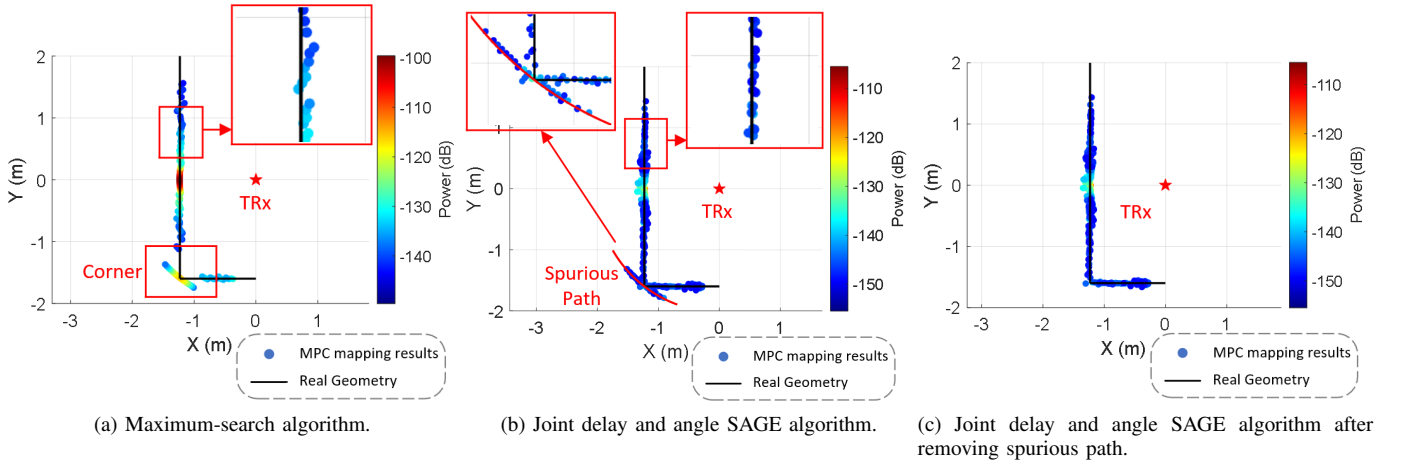 2
1
0
-1
-2
Y (m)
-3
-2
-1
0
1
X (m)
TRx
Corner
-100
-110
-120
-130
-140
Power (dB)
MPC mapping results
Real Geometry
(a) Maximum-search algorithm.
1
0
-1
-2
Y (m)
-3
-2
-1
0
1
X (m)
TRx
Spurious
Path
-110
-120
-130
-140
-150
Power (dB)
MPC mapping results
Real Geometry
(b) Joint delay and angle SAGE algorithm.
2
1
0
-1
-2
Y (m)
-3
-2
-1
0
1
X (m)
TRx
-110
-120
-130
-140
-150
Power (dB)
MPC mapping results
Real Geometry
(c) Joint delay and angle SAGE algorithm after
removing spurious path.